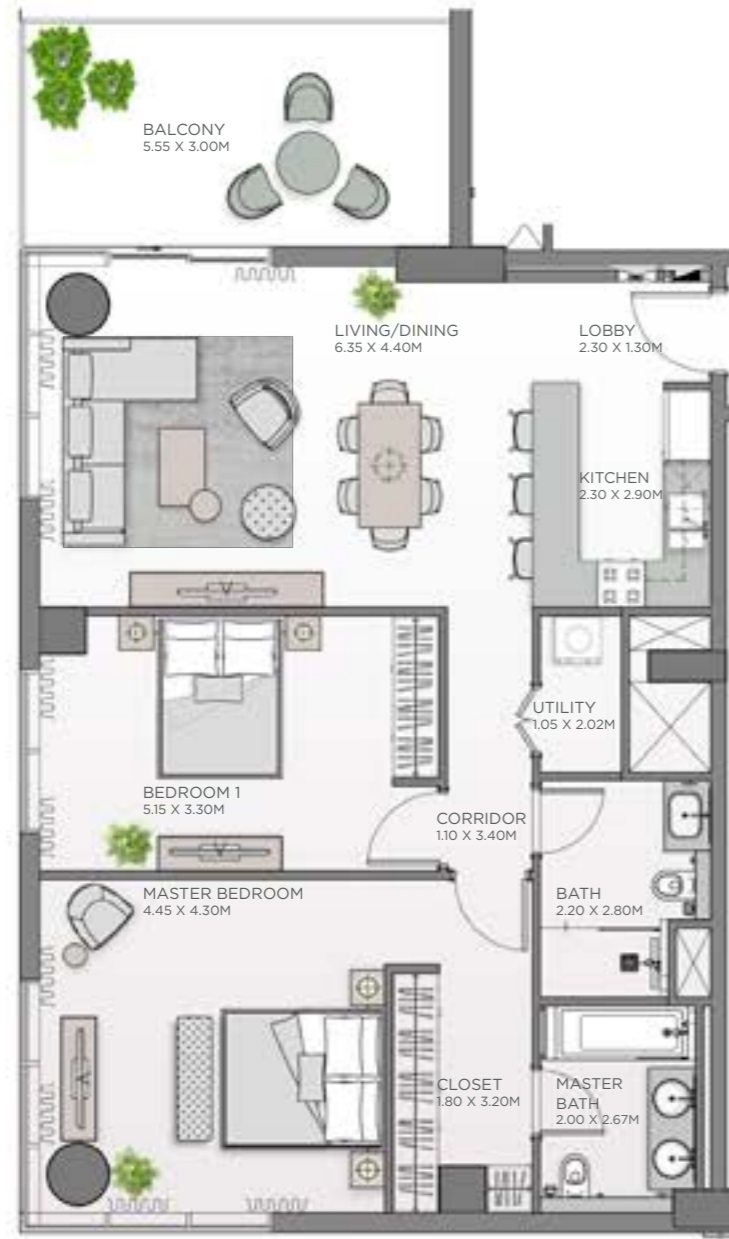 BALCONY
5.55 X 3.00M
LIVING/DINING
6.35 X 4.40M
LOBBY
2.30 X 1.30M
KITCHEN
2.30 X 2.90M
UTILITY
1.05 X 2.02M
BEDROOM 1
5.15 X 3.30M
CORRIDOR
1.10 X 3.40M
MASTER BEDROOM
4.45 X 4.30M
BATH
2.20 X 2.80M
CLOSET
1.80 X 3.20M
MASTER
BATH
2.00 X 2.67M